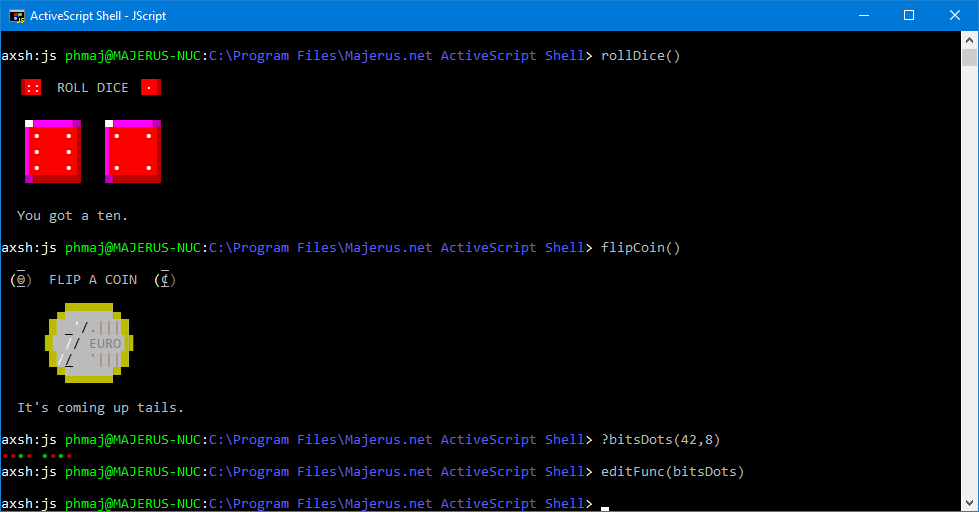 ActiveScript Shell - JScript
axsh:js phmaj@MAJERUS-NUC:C:\Program Files\Majerus.net ActiveScript Shell> rollDice()
:: ROLL DICE ·
You got a ten.
axsh:js phmaj@MAJERUS-NUC:C:\Program Files\Majerus.net ActiveScript Shell> flipCoin()
(☺) FLIP A COIN (¢)
_'/.|||
// EURO
//_ '|||
It's coming up tails.
axsh:js phmaj@MAJERUS-NUC:C:\Program Files\Majerus.net ActiveScript Shell> ?bitsDots(42,8)
•••• ••••
axsh:js phmaj@MAJERUS-NUC:C:\Program Files\Majerus.net ActiveScript Shell> editFunc(bitsDots)
axsh:js phmaj@MAJERUS-NUC:C:\Program Files\Majerus.net ActiveScript Shell>